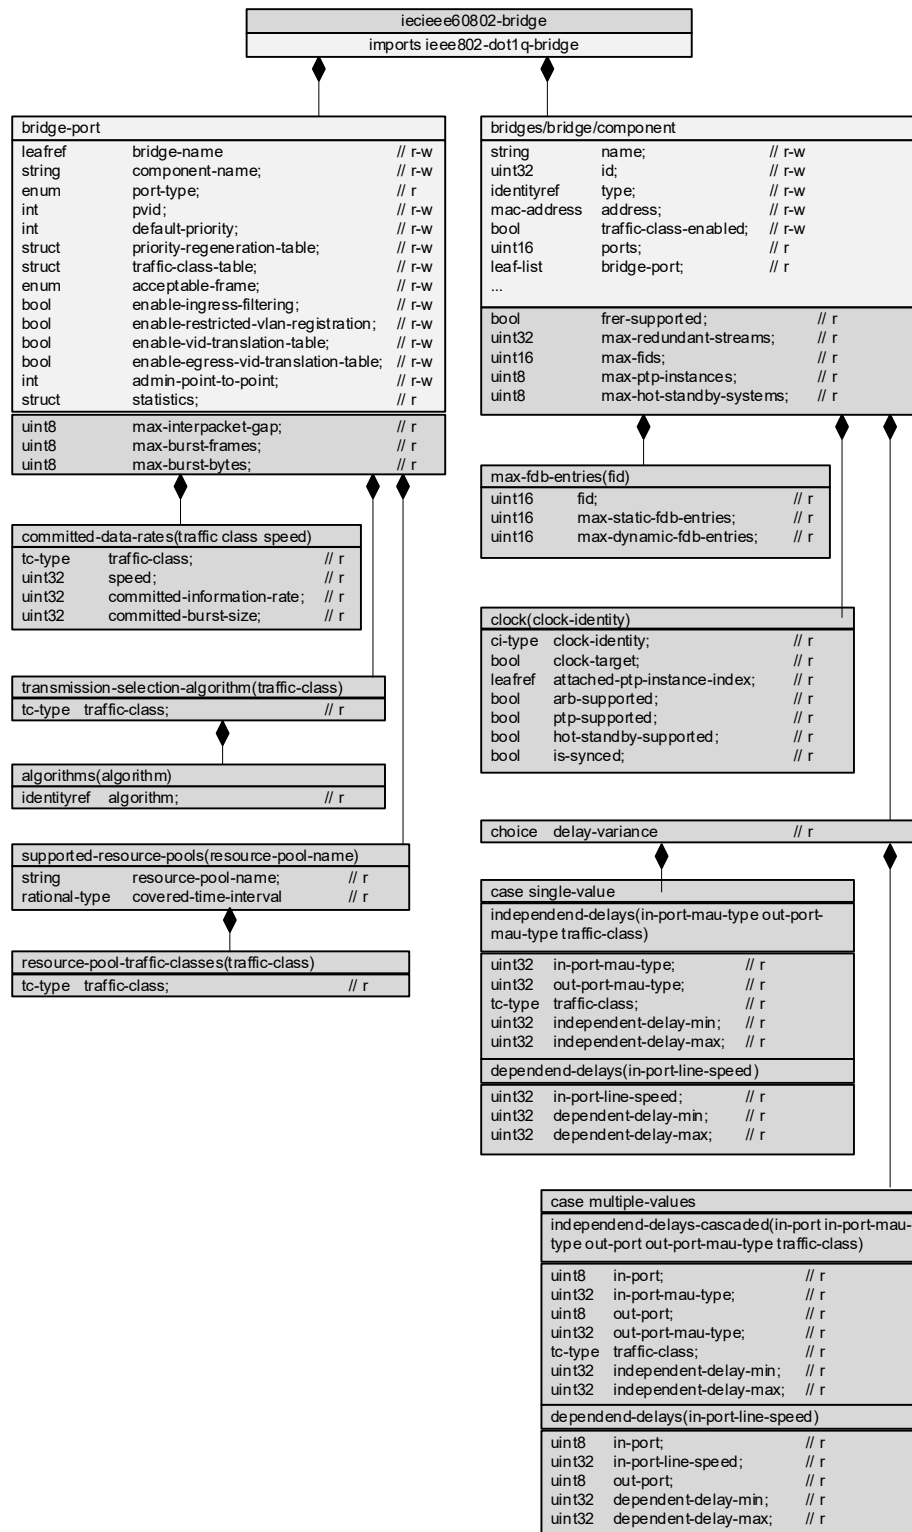 iecieee60802-bridge
imports ieee802-dot1q-bridge
bridge-port
leafref bridge-name // r-w
string component-name; // r-w
enum port-type; // r
int pvid; // r-w
int default-priority; // r-w
struct priority-regeneration-table; // r-w
struct traffic-class-table; // r-w
enum acceptable-frame; // r-w
bool enable-ingress-filtering; // r-w
bool enable-restricted-vlan-registration; // r-w
bool enable-vid-translation-table; // r-w
bool enable-egress-vid-translation-table; // r-w
int admin-point-to-point; // r-w
struct statistics; // r
uint8 max-interpacket-gap; // r
uint8 max-burst-frames; // r
uint8 max-burst-bytes; // r
committed-data-rates(traffic class speed)
tc-type traffic-class; // r
uint32 speed; // r
uint32 committed-information-rate; // r
uint32 committed-burst-size; // r
transmission-selection-algorithm(traffic-class)
tc-type traffic-class; // r
algorithms(algorithm)
identityref algorithm; // r
supported-resource-pools(resource-pool-name)
string resource-pool-name; // r
rational-type covered-time-interval // r
resource-pool-traffic-classes(traffic-class)
tc-type traffic-class; // r
bridges/bridge/component
string name; // r-w
uint32 id; // r-w
identityref type; // r-w
mac-address address; // r-w
bool traffic-class-enabled; // r-w
uint16 ports; // r
leaf-list bridge-port; // r
...
bool frer-supported; // r
uint32 max-redundant-streams; // r
uint16 max-fids; // r
uint8 max-ptp-instances; // r
uint8 max-hot-standby-systems; // r
max-fdb-entries(fid)
uint16 fid; // r
uint16 max-static-fdb-entries; // r
uint16 max-dynamic-fdb-entries; // r
clock(clock-identity)
ci-type clock-identity; // r
bool clock-target; // r
leafref attached-ptp-instance-index; // r
bool arb-supported; // r
bool ptp-supported; // r
bool hot-standby-supported; // r
bool is-synced; // r
choice delay-variance // r
case single-value
independend-delays(in-port-mau-type out-port-
mau-type traffic-class)
uint32 in-port-mau-type; // r
uint32 out-port-mau-type; // r
tc-type traffic-class; // r
uint32 independent-delay-min; // r
uint32 independent-delay-max; // r
dependend-delays(in-port-line-speed)
uint32 in-port-line-speed; // r
uint32 dependent-delay-min; // r
uint32 dependent-delay-max; // r
case multiple-values
independend-delays-cascaded(in-port in-port-mau-
type out-port out-port-mau-type traffic-class)
uint8 in-port; // r
uint32 in-port-mau-type; // r
uint8 out-port; // r
uint32 out-port-mau-type; // r
tc-type traffic-class; // r
uint32 independent-delay-min; // r
uint32 independent-delay-max; // r
dependend-delays(in-port-line-speed)
uint8 in-port; // r
uint32 in-port-line-speed; // r
uint8 out-port; // r
uint32 dependent-delay-min; // r
uint32 dependent-delay-max; // r